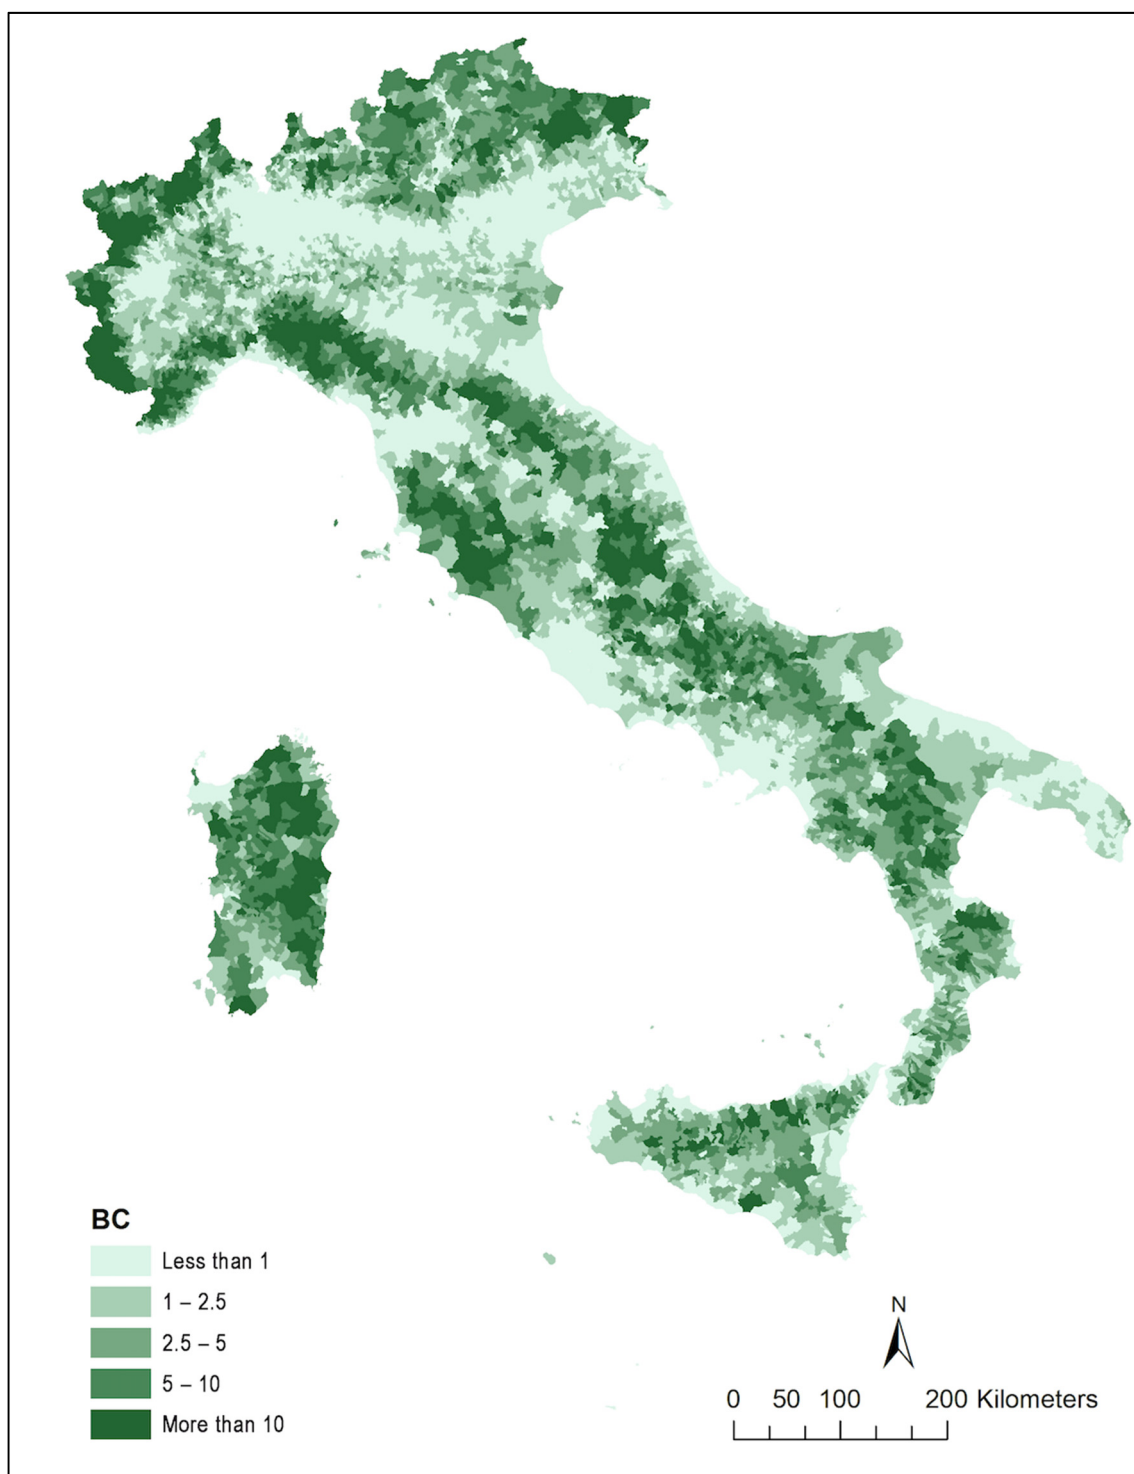 BC
Less than 1
1 – 2.5
2.5 – 5
5 – 10
More than 10
N
0 50 100 200 Kilometers